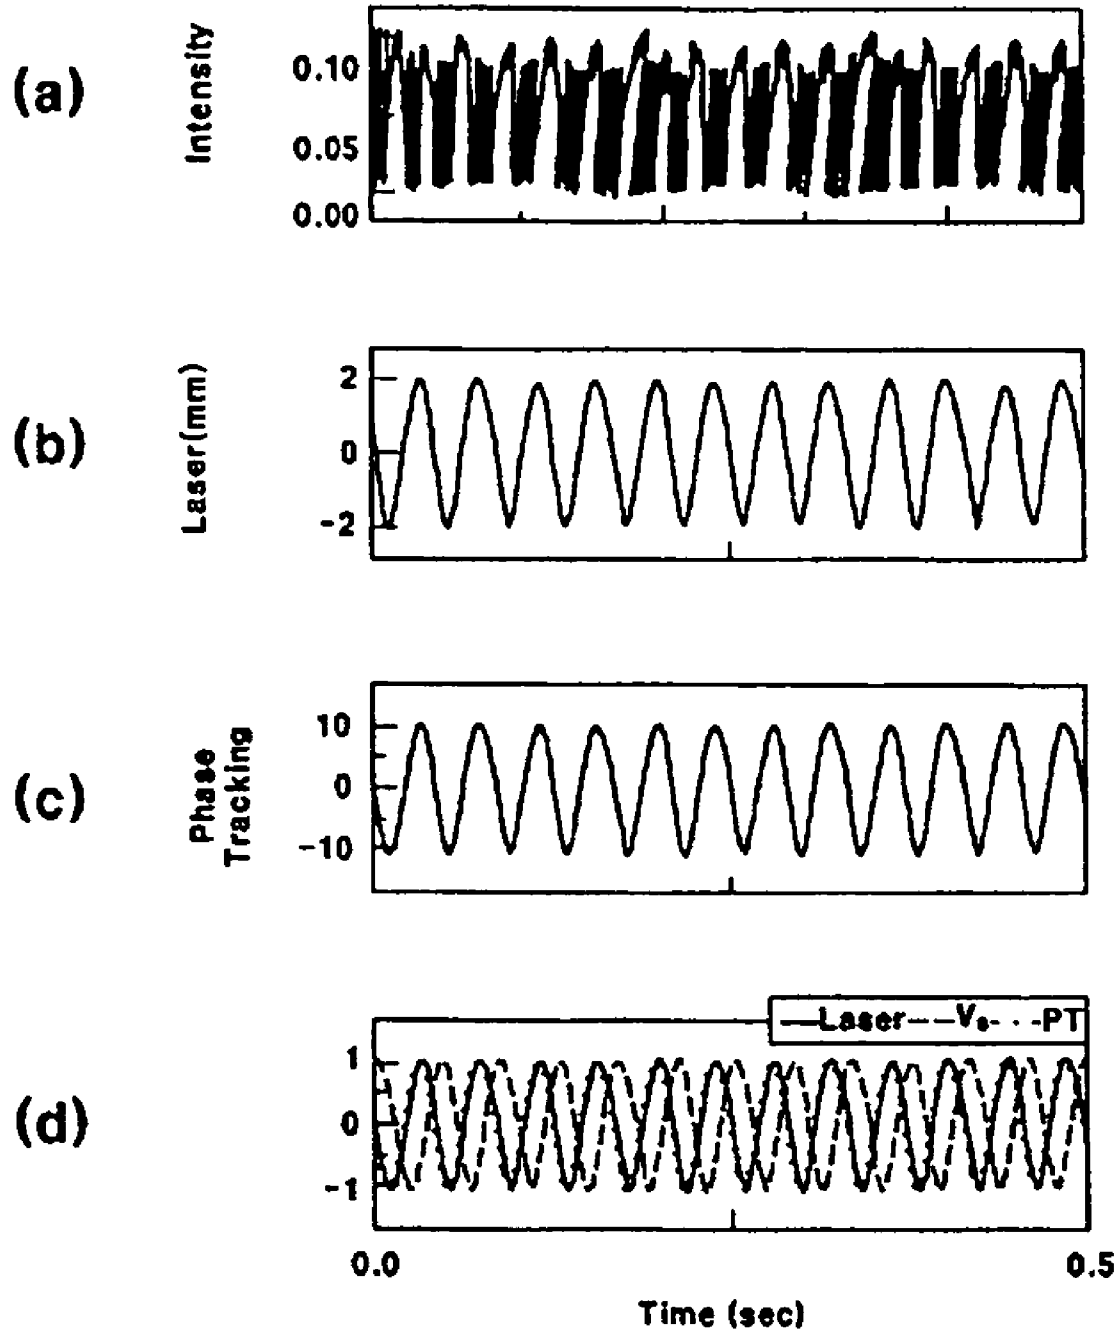 (a)
Intensity
0.10
0.05
0.00
(b)
Laser(mm)
2
0
-2
(c)
Phase
Tracking
10
0
-10
(d)
Laser V₈ PT
1
0
-1
0.0
0.5
Time (sec)